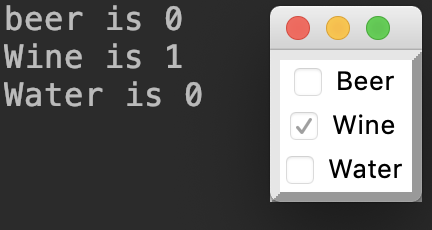 beer is 0
Wine is 1
Water is 0
Beer
Wine
Water